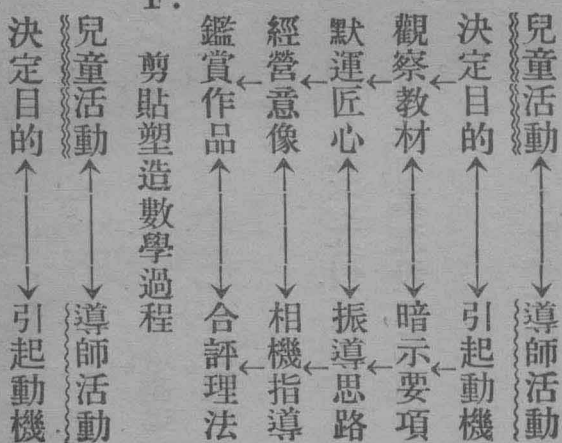 兒童活動 ↔ 導師活動
決定目的 ↔ 引起動機
觀察教材 ↔ 暗示要項
默運匠心 ↔ 振導思路
經營意像 ↔ 相機指導
鑑賞作品 ↔ 合評理法
剪貼塑造數學過程
兒童活動 ↔ 導師活動
決定目的 ↔ 引起動機